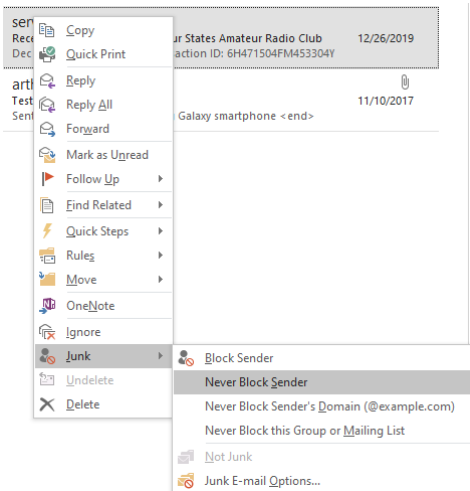 ser
Rece ur States Amateur Radio Club 12/26/2019
Dec action ID: 6H471504FM453304Y
art
Test 11/10/2017
Sent Galaxy smartphone <end>
Copy
Quick Print
Reply
Reply All
Forward
Mark as Unread
Follow Up
Find Related
Quick Steps
Rules
Move
OneNote
Ignore
Junk
Undelete
Delete
Block Sender
Never Block Sender
Never Block Sender's Domain (@example.com)
Never Block this Group or Mailing List
Not Junk
Junk E-mail Options...